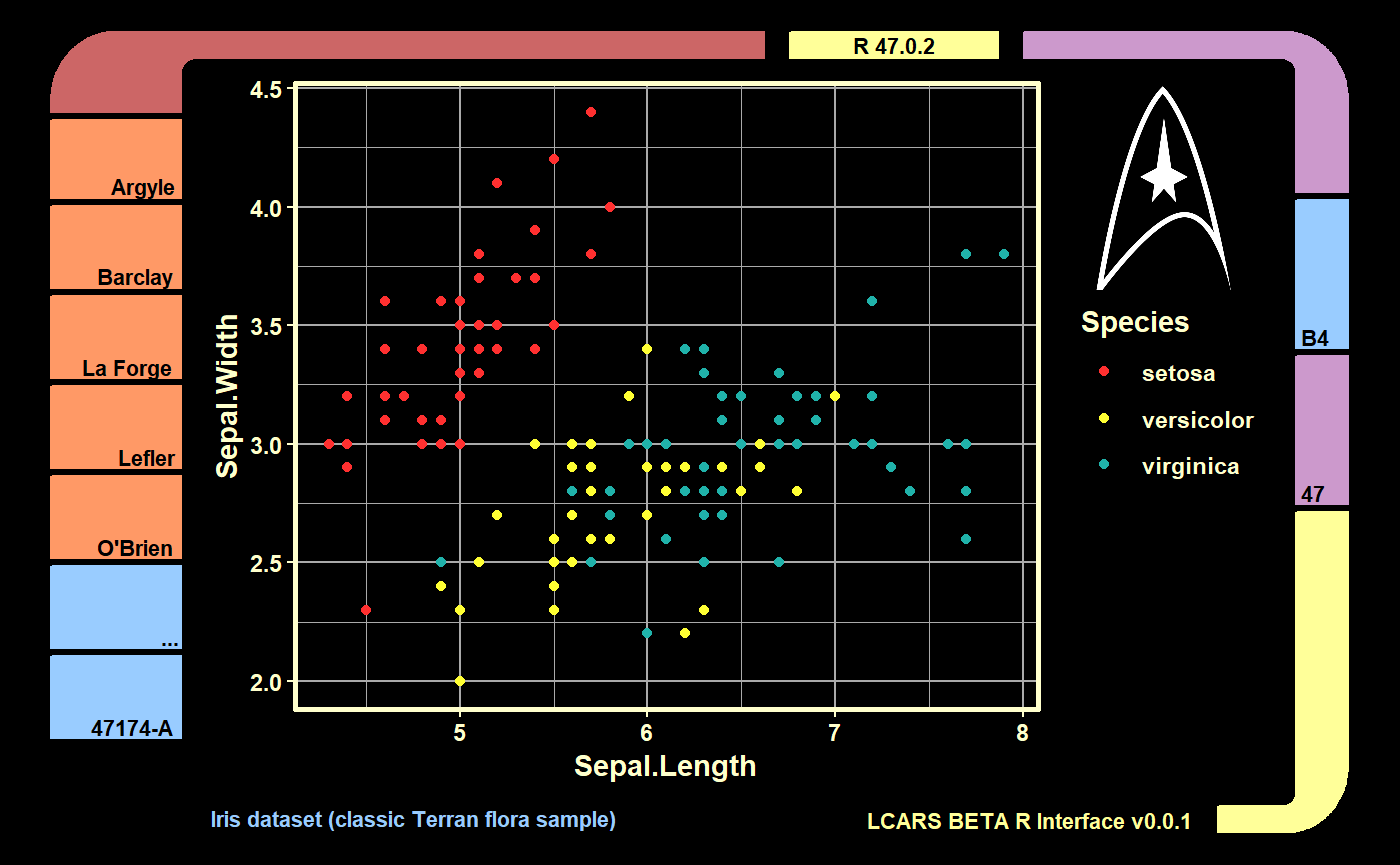 R 47.0.2
Argyle
Barclay
La Forge
Lefler
O'Brien
...
47174-A
Sepal.Width
4.5
4.0
3.5
3.0
2.5
2.0
5
6
7
8
Sepal.Length
Species
setosa
versicolor
virginica
B4
47
Iris dataset (classic Terran flora sample)
LCARS BETA R Interface v0.0.1